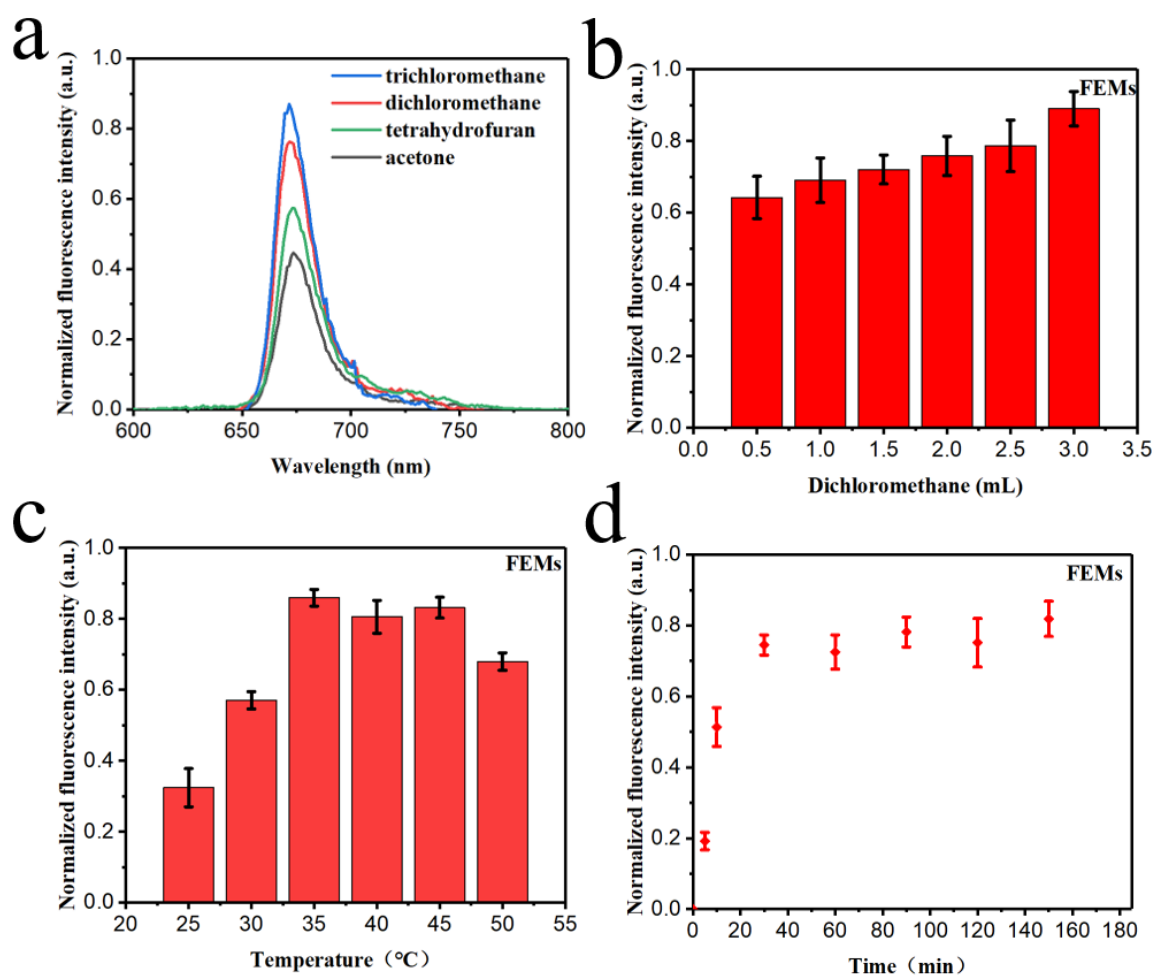 a
Normalized fluorescence intensity (a.u.)
1.0
0.8
0.6
0.4
0.2
0.0
trichloromethane
dichloromethane
tetrahydrofuran
acetone
600 650 700 750 800
Wavelength (nm)
b
Normalized fluorescence intensity (a.u.)
1.0
0.8
0.6
0.4
0.2
0.0
FEMs
0.0 0.5 1.0 1.5 2.0 2.5 3.0 3.5
Dichloromethane (mL)
c
Normalized fluorescence intensity (a.u.)
1.0
0.8
0.6
0.4
0.2
0.0
FEMs
20 25 30 35 40 45 50 55
Temperature（°C）
d
Normalized fluorescence intensity (a.u.)
1.0
0.8
0.6
0.4
0.2
0.0
FEMs
0 20 40 60 80 100 120 140 160 180
Time（min）